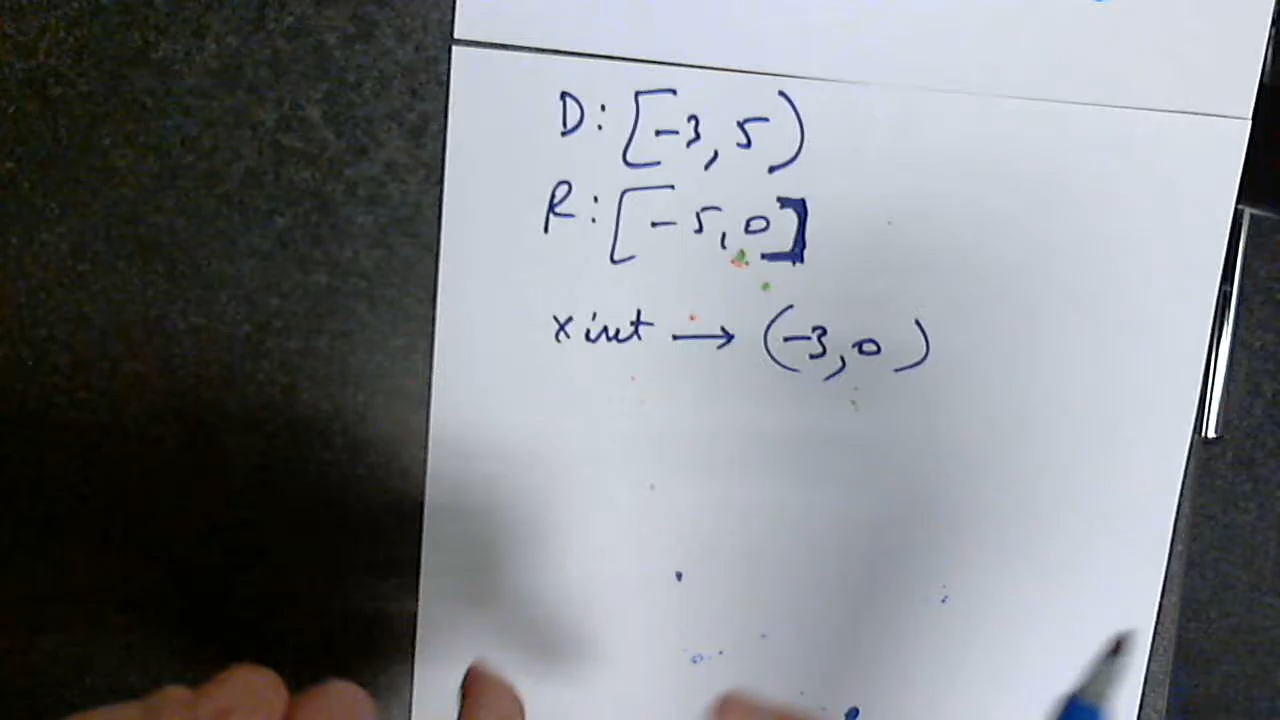 D: [-3, 5)
R: [-5, 0]
x int → (-3, 0)